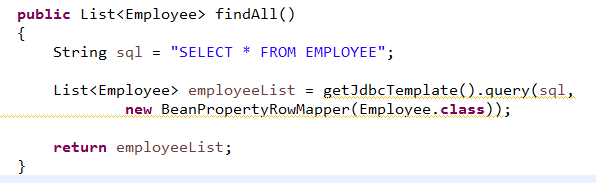 public List<Employee> findAll()
{
String sql = "SELECT * FROM EMPLOYEE";
List<Employee> employeeList = getJdbcTemplate().query(sql,
new BeanPropertyRowMapper(Employee.class));
return employeeList;
}